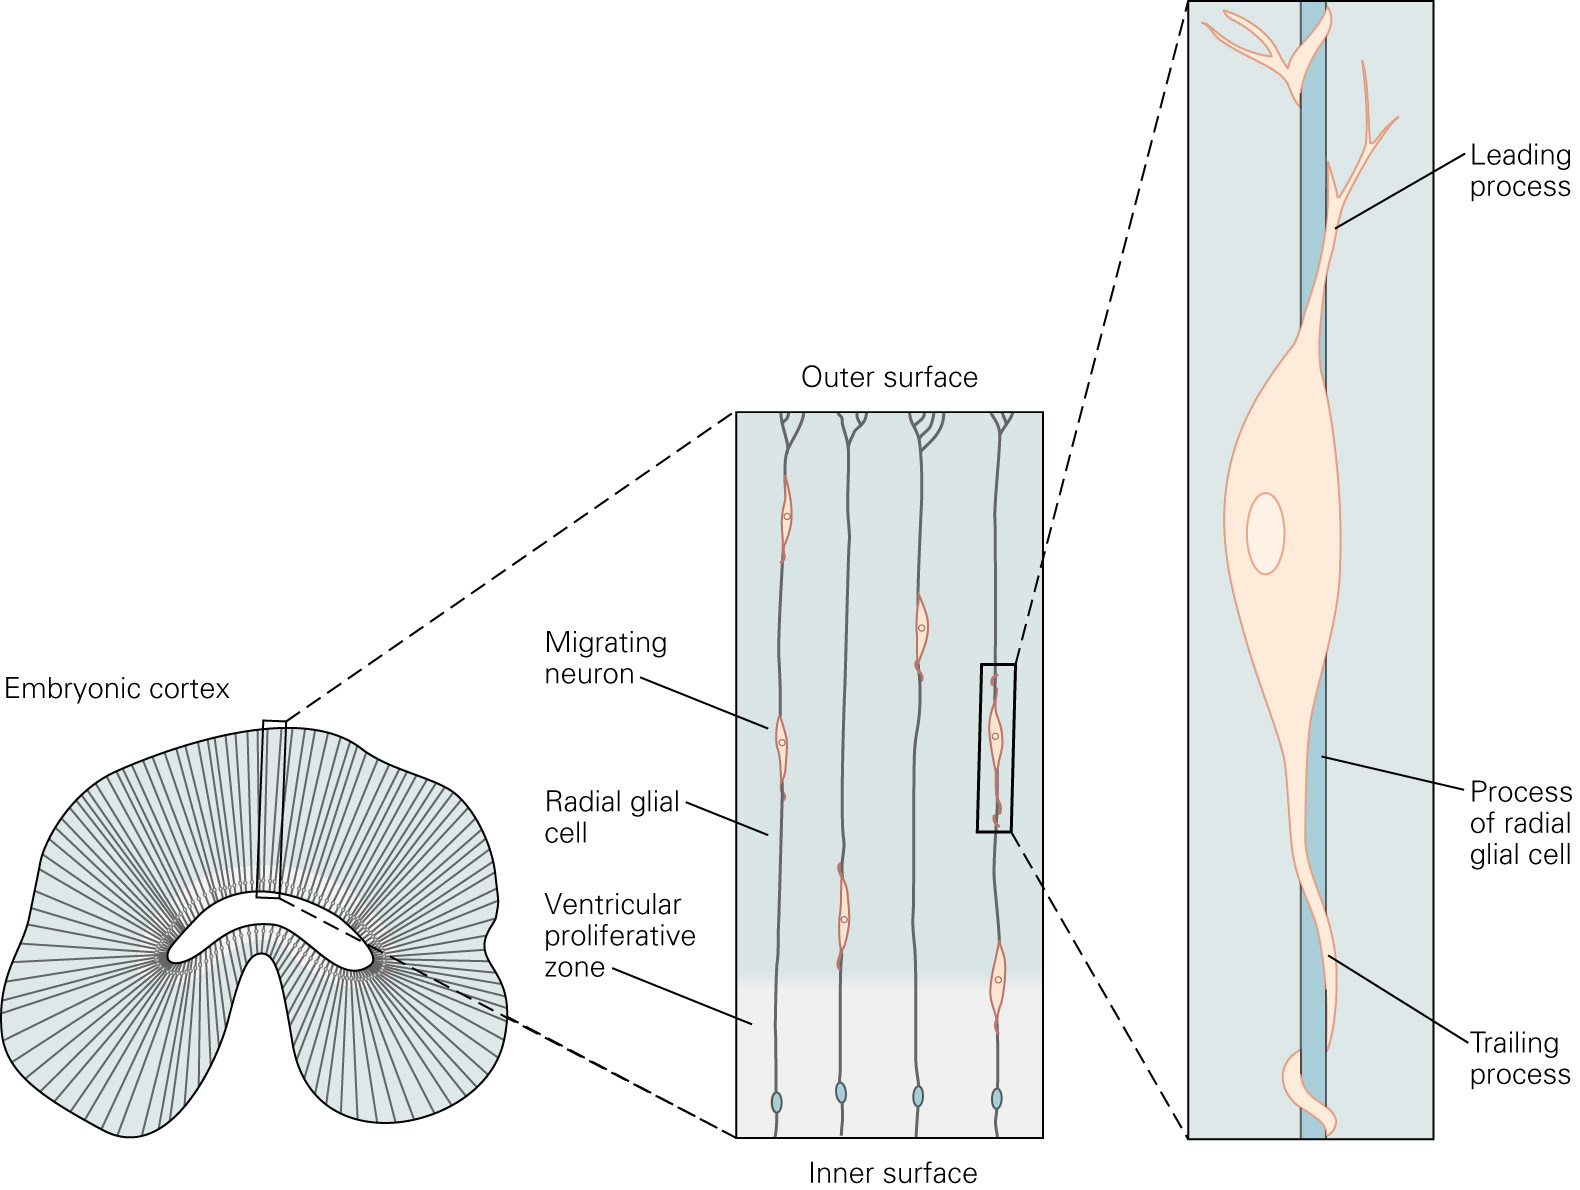 Embryonic cortex
Outer surface
Migrating
neuron
Radial glial
cell
Ventricular
proliferative
zone
Inner surface
Leading
process
Process
of radial
glial cell
Trailing
process